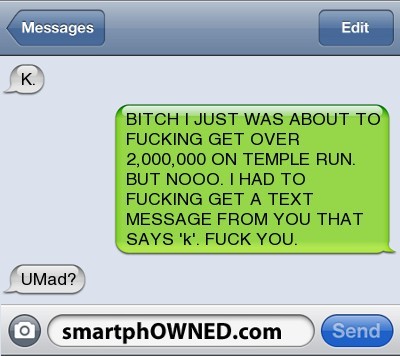 Messages
Edit
K.
BITCH I JUST WAS ABOUT TO
FUCKING GET OVER
2,000,000 ON TEMPLE RUN.
BUT NOOO. I HAD TO
FUCKING GET A TEXT
MESSAGE FROM YOU THAT
SAYS 'k'. FUCK YOU.
UMad?
smartphOWNED.com
Send